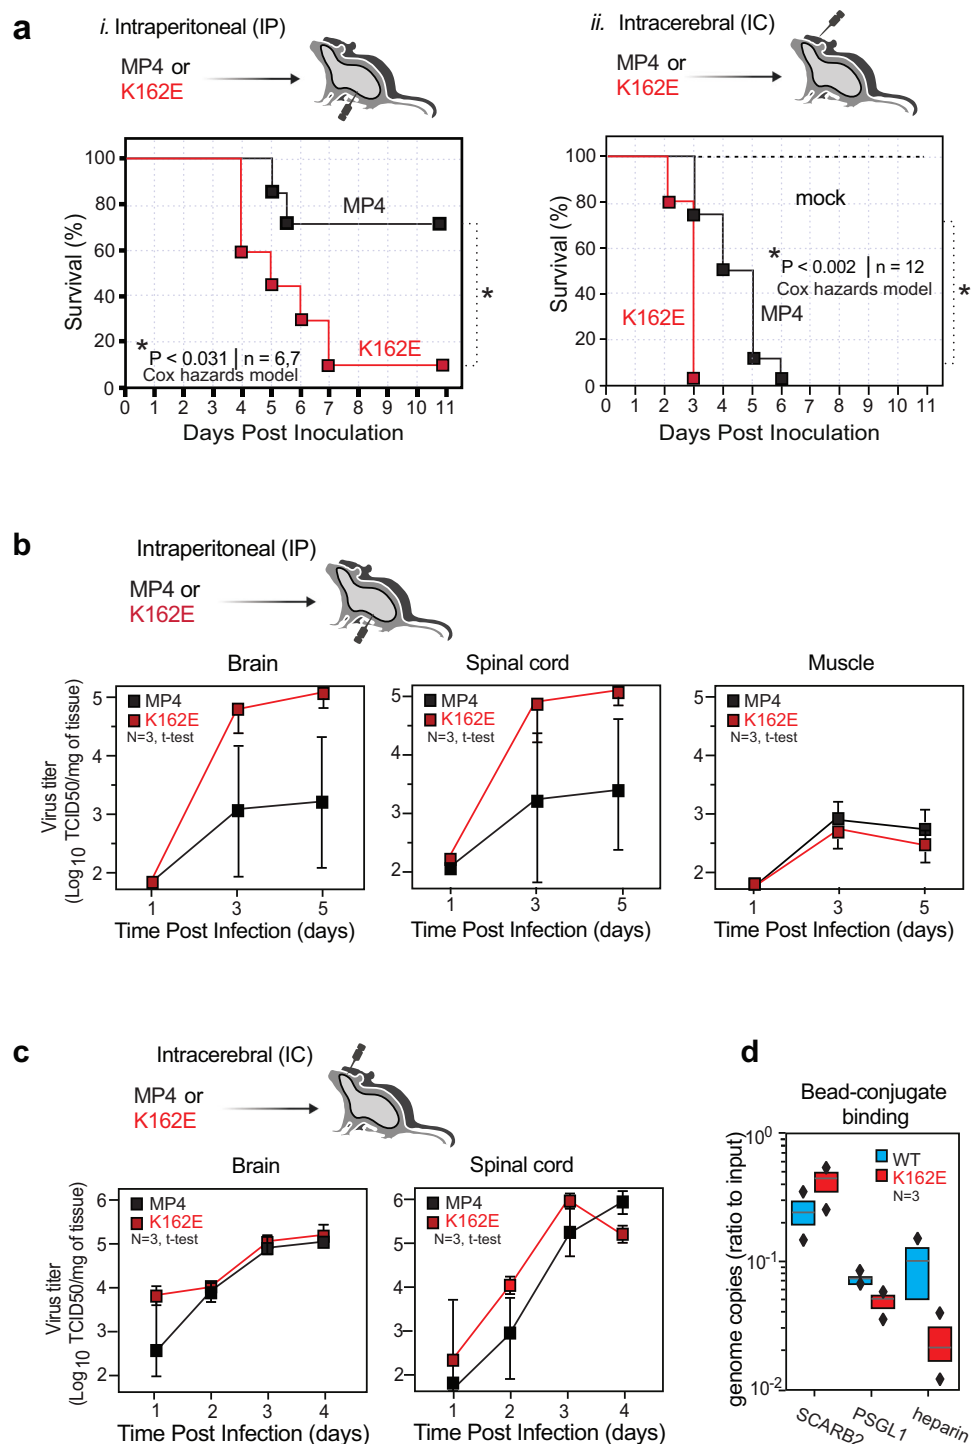 a
i. Intraperitoneal (IP)
MP4 or
K162E
Survival (%)
100
80
60
40
20
0
MP4
K162E
*
* P < 0.031 | n = 6,7
Cox hazards model
0 1 2 3 4 5 6 7 8 9 10 11
Days Post Inoculation
ii. Intracerebral (IC)
MP4 or
K162E
Survival (%)
100
80
60
40
20
0
mock
* P < 0.002 | n = 12
Cox hazards model
*
K162E
MP4
0 1 2 3 4 5 6 7 8 9 10 11
Days Post Inoculation
b
Intraperitoneal (IP)
MP4 or
K162E
Brain
Virus titer
(Log10 TCID50/mg of tissue)
5
4
3
2
MP4
K162E
N=3, t-test
1 3 5
Time Post Infection (days)
Spinal cord
5
4
3
2
MP4
K162E
N=3, t-test
1 3 5
Time Post Infection (days)
Muscle
5
4
3
2
MP4
K162E
N=3, t-test
1 3 5
Time Post Infection (days)
c
Intracerebral (IC)
MP4 or
K162E
Brain
Virus titer
(Log10 TCID50/mg of tissue)
6
5
4
3
2
MP4
K162E
N=3, t-test
1 2 3 4
Time Post Infection (days)
Spinal cord
6
5
4
3
2
MP4
K162E
N=3, t-test
1 2 3 4
Time Post Infection (days)
d
Bead-conjugate
binding
genome copies (ratio to input)
10^0
10^-1
10^-2
WT
K162E
N=3
SCARB2
PSGL1
heparin